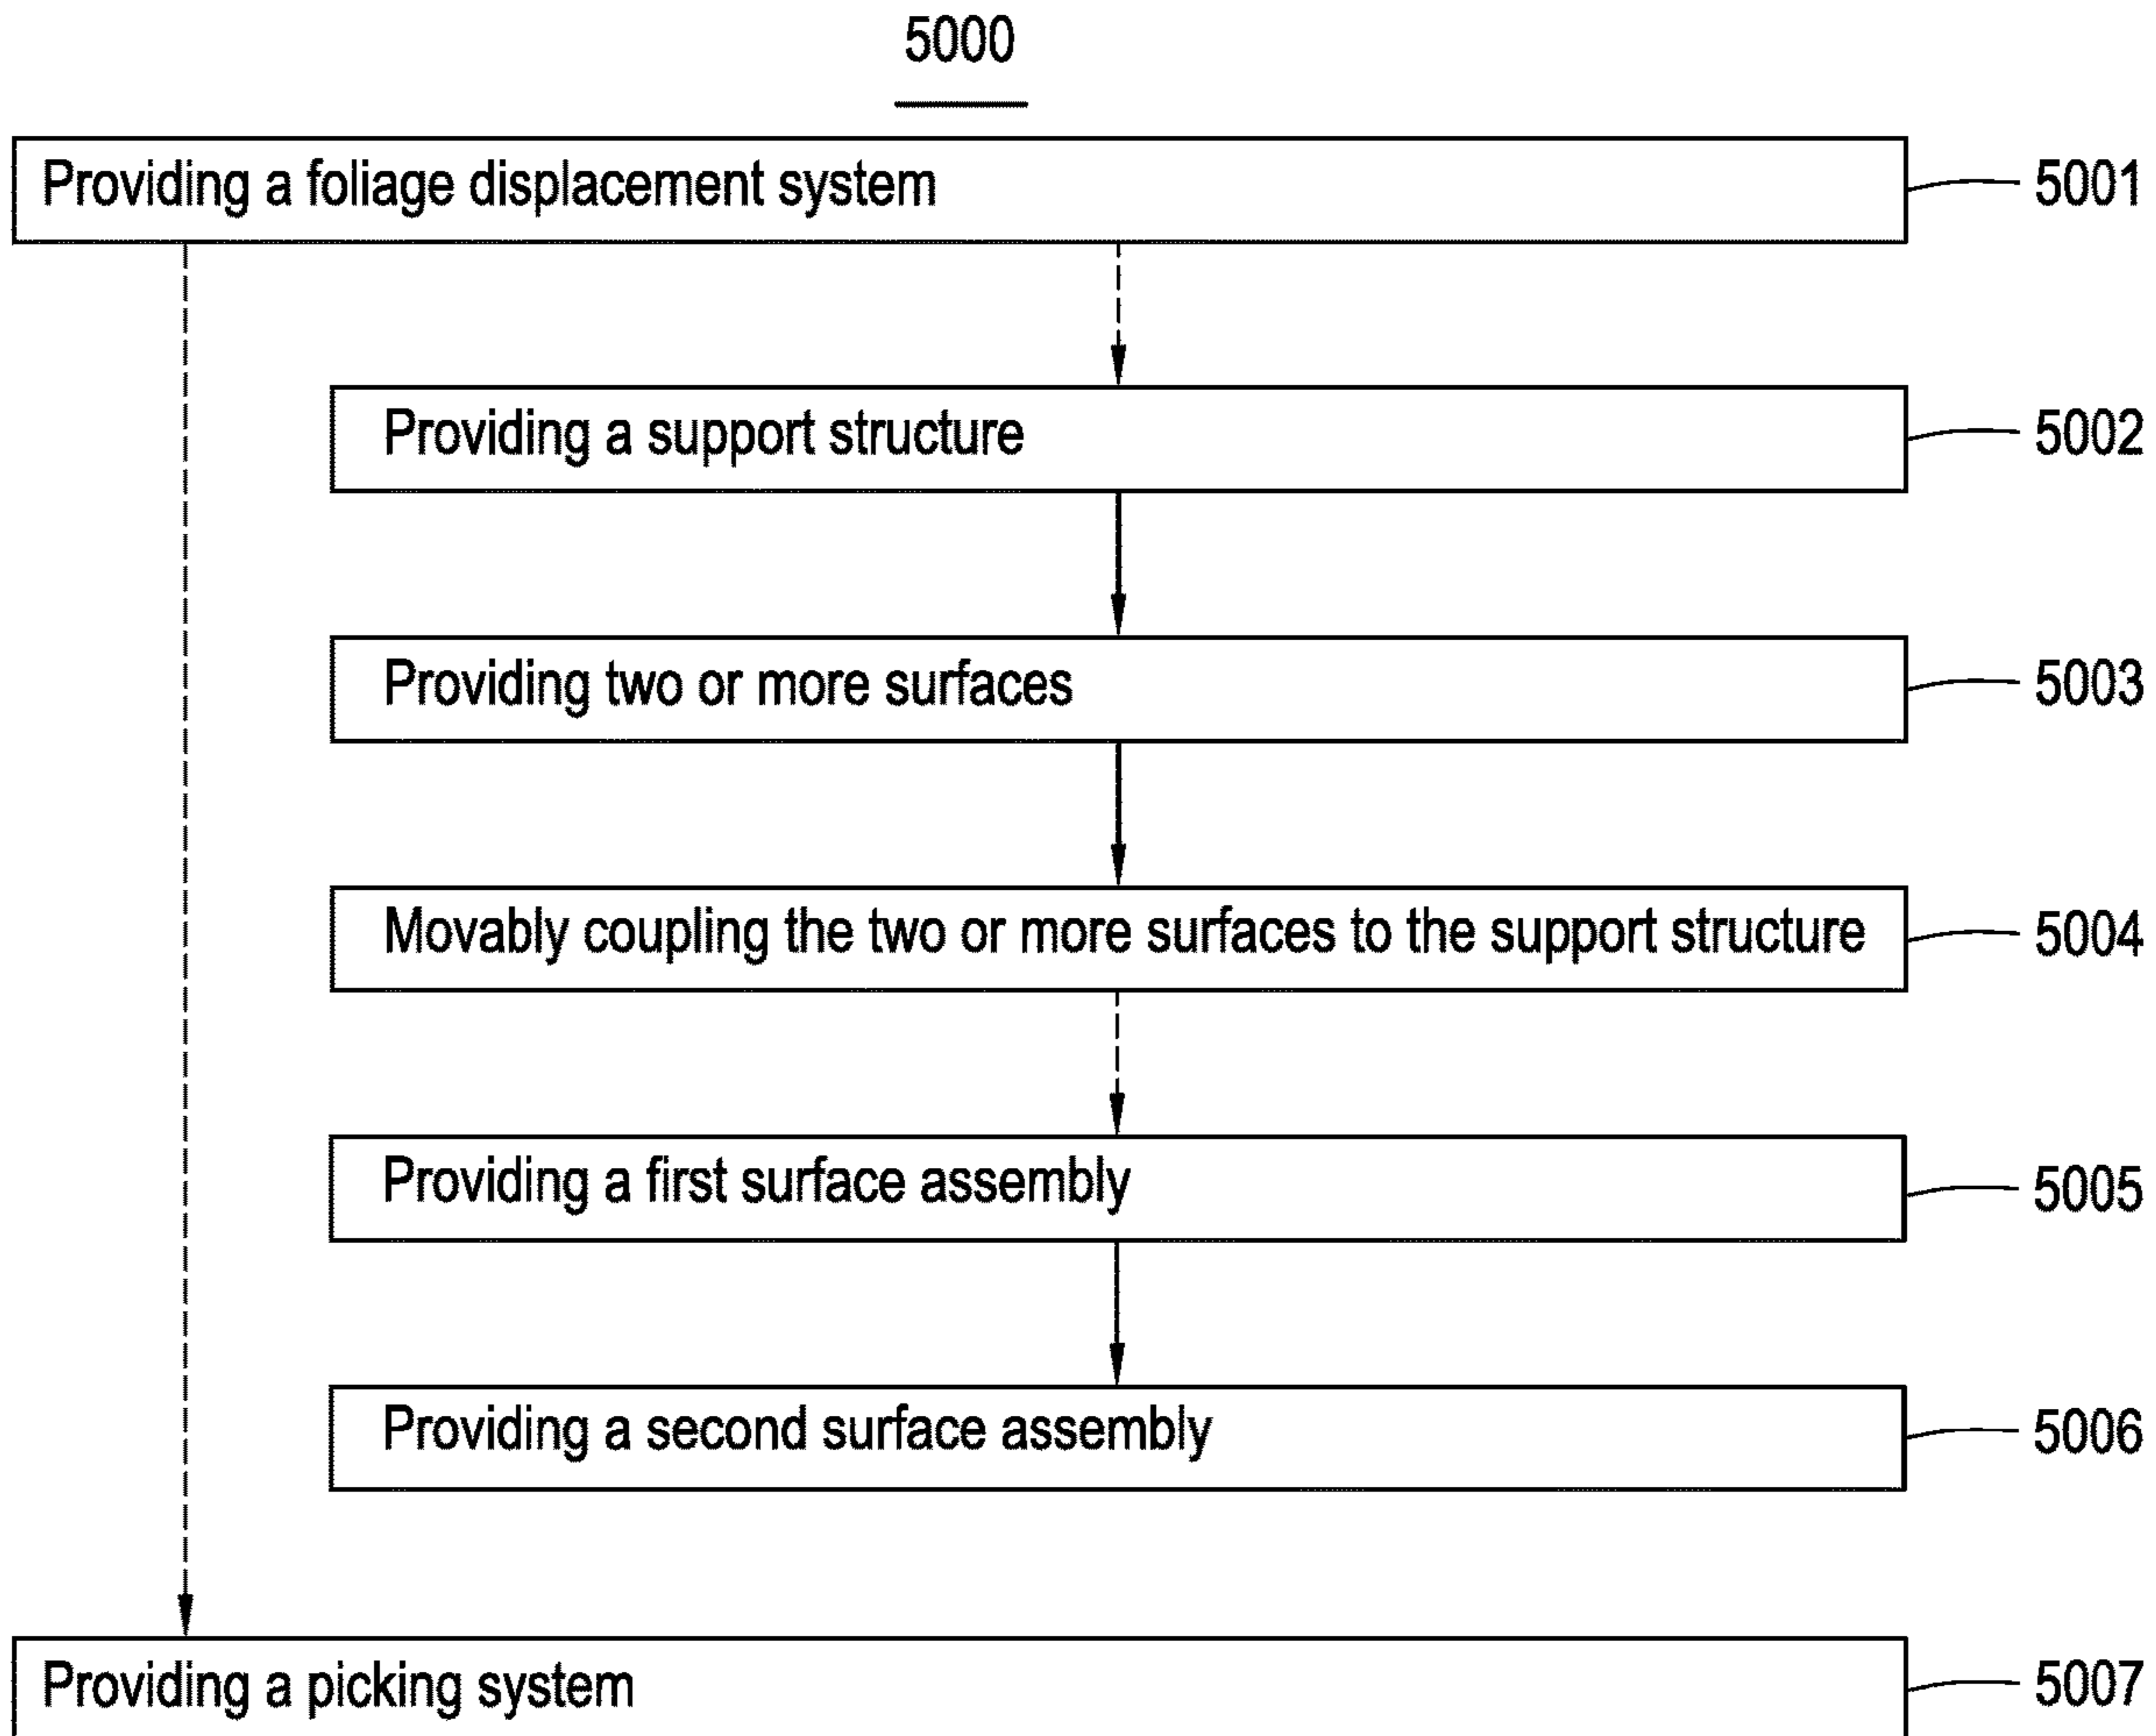 5000
Providing a foliage displacement system 5001
Providing a support structure 5002
Providing two or more surfaces 5003
Movably coupling the two or more surfaces to the support structure 5004
Providing a first surface assembly 5005
Providing a second surface assembly 5006
Providing a picking system 5007